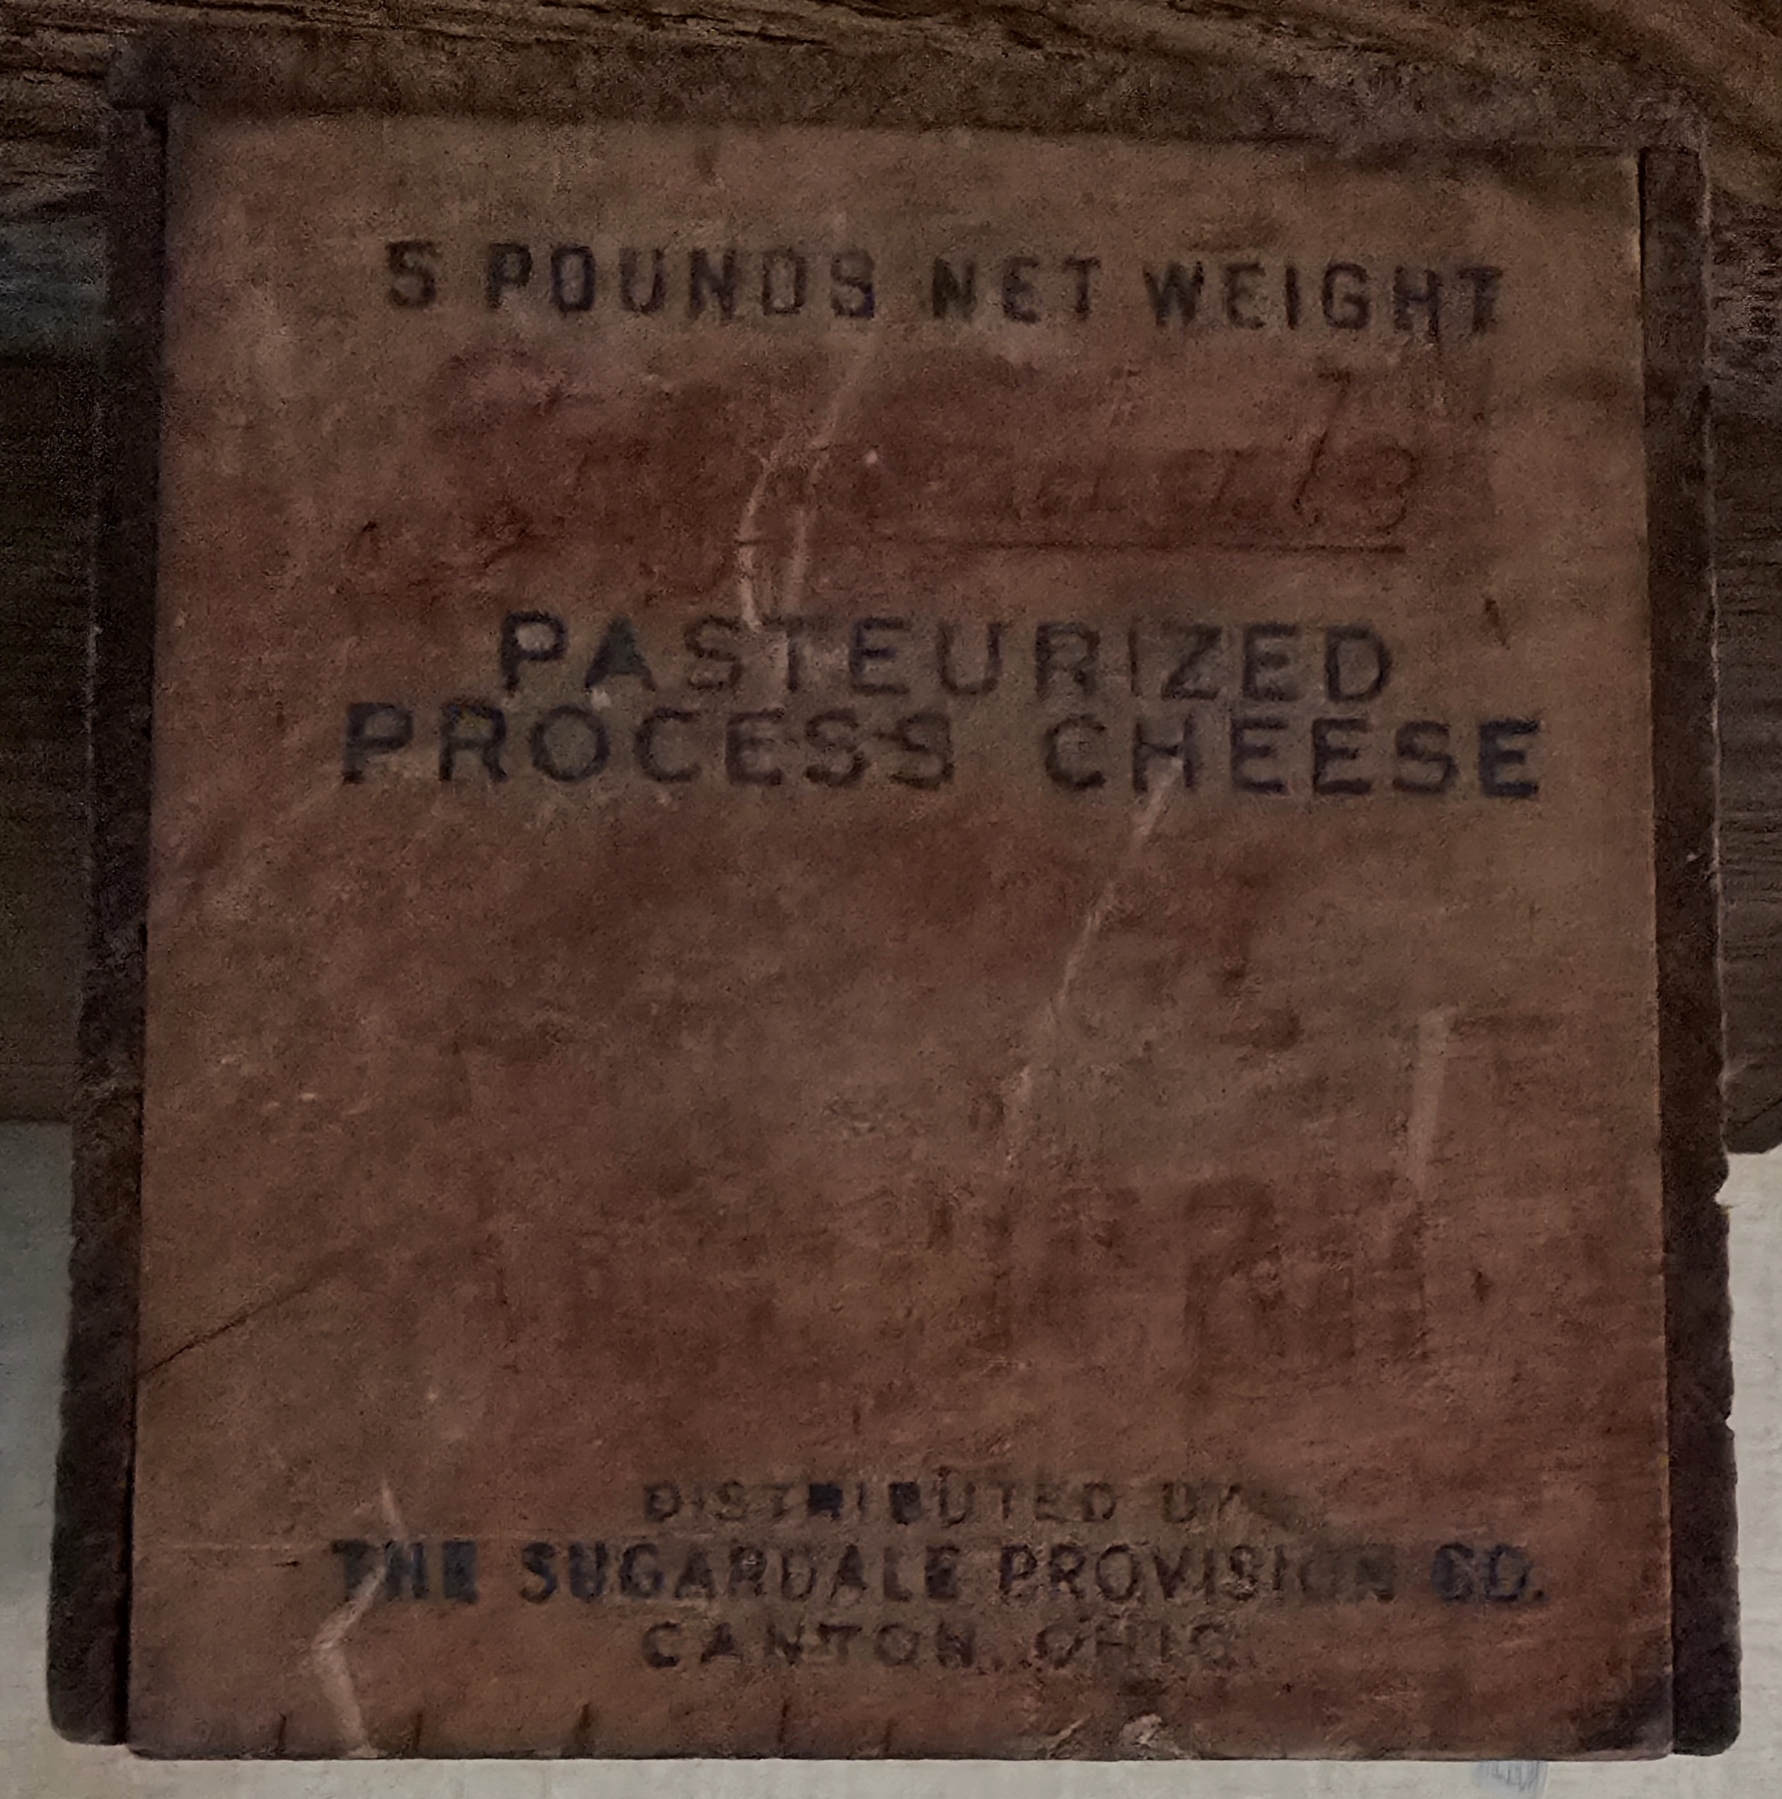 5 POUNDS NET WEIGHT
PASTEURIZED
PROCESS CHEESE
DISTRIBUTED BY
THE SUGARDALE PROVISION CO.
CANTON, OHIO